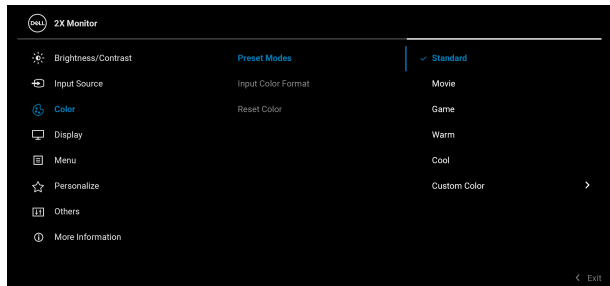 DELL 2X Monitor
Brightness/Contrast Preset Modes Standard
Input Source Input Color Format Movie
Color Reset Color Game
Display Warm
Menu Cool
Personalize Custom Color
Others
More Information
Exit